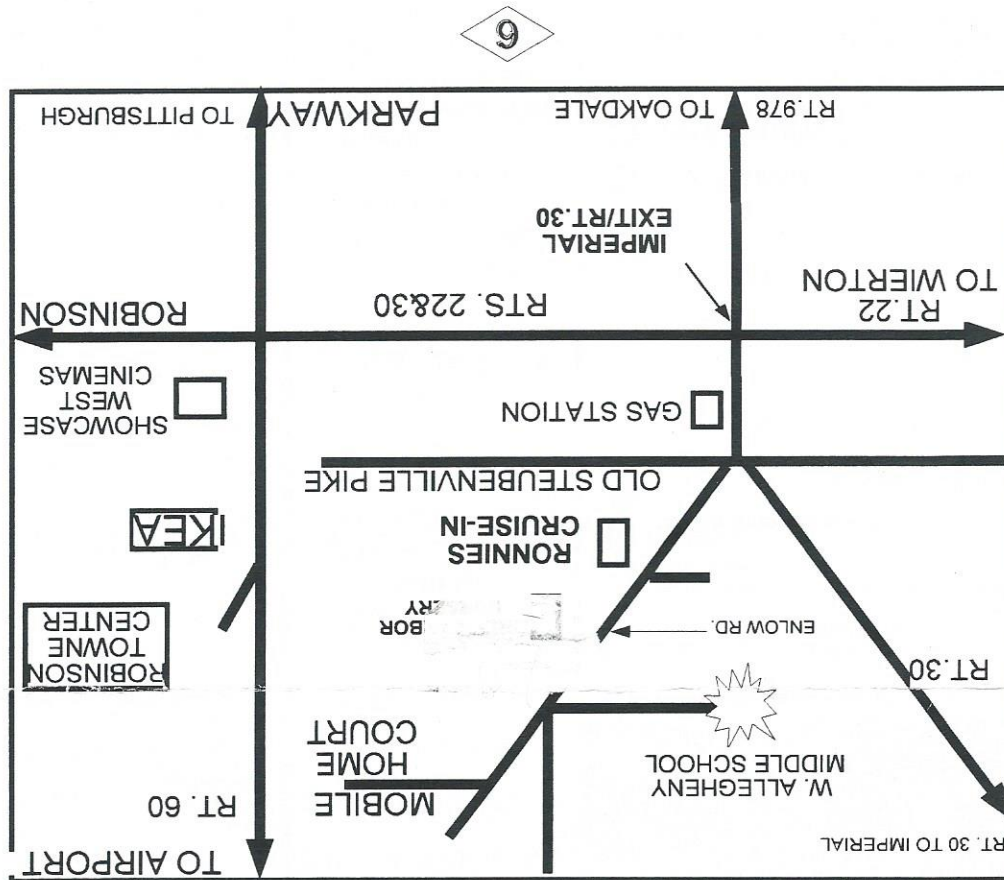 TO AIRPORT
RT. 30 TO IMPERIAL
RT. 60
W. ALLEGHENY
MIDDLE SCHOOL
MOBILE
HOME
COURT
RT.30
ROBINSON
TOWNE
CENTER
ENLOW RD.
RONNIES
CRUISE-IN
IKEA
OLD STEUBENVILLE PIKE
GAS STATION
SHOWCASE
WEST
CINEMAS
RT.22
TO WIERTON
RTS. 22&30
ROBINSON
IMPERIAL
EXIT/RT.30
RT.978
TO OAKDALE
PARKWAY
TO PITTSBURGH
6